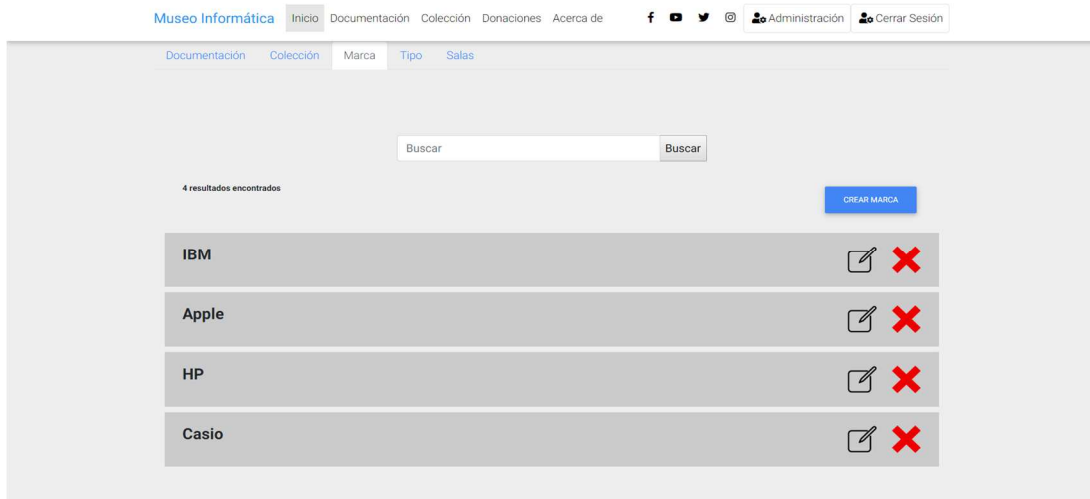 Museo Informática Inicio Documentación Colección Donaciones Acerca de Administración Cerrar Sesión
Documentación Colección Marca Tipo Salas
Buscar Buscar
4 resultados encontrados
CREAR MARCA
IBM
Apple
HP
Casio